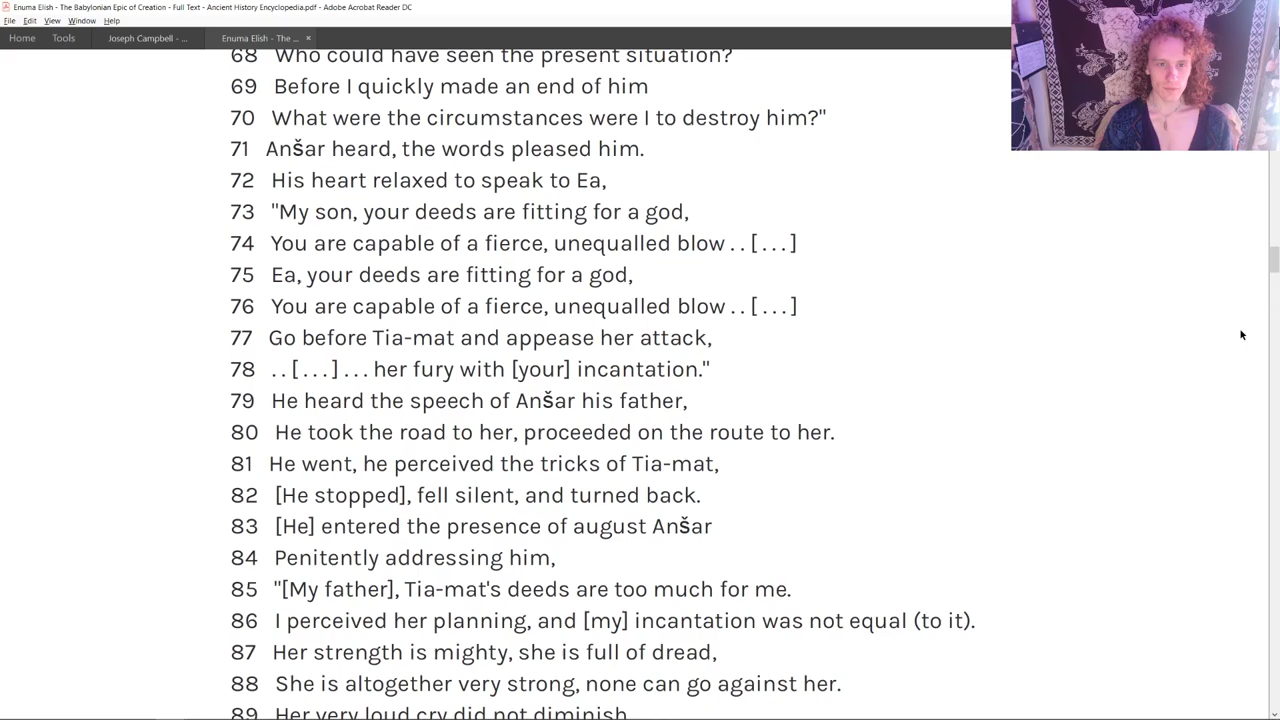 Enuma Elish - The Babylonian Epic of Creation - Full Text - Ancient History Encyclopedia.pdf - Adobe Acrobat Reader DC
File Edit View Window Help
Home Tools Joseph Campbell - ... Enuma Elish - The ... ×
68 Who could have seen the present situation?
69 Before I quickly made an end of him
70 What were the circumstances were I to destroy him?"
71 Anšar heard, the words pleased him.
72 His heart relaxed to speak to Ea,
73 "My son, your deeds are fitting for a god,
74 You are capable of a fierce, unequalled blow . . [ . . . ]
75 Ea, your deeds are fitting for a god,
76 You are capable of a fierce, unequalled blow . . [ . . . ]
77 Go before Tia-mat and appease her attack,
78 . . [ . . . ] . . . her fury with [your] incantation."
79 He heard the speech of Anšar his father,
80 He took the road to her, proceeded on the route to her.
81 He went, he perceived the tricks of Tia-mat,
82 [He stopped], fell silent, and turned back.
83 [He] entered the presence of august Anšar
84 Penitently addressing him,
85 "[My father], Tia-mat's deeds are too much for me.
86 I perceived her planning, and [my] incantation was not equal (to it).
87 Her strength is mighty, she is full of dread,
88 She is altogether very strong, none can go against her.
89 Her very loud cry did not diminish,